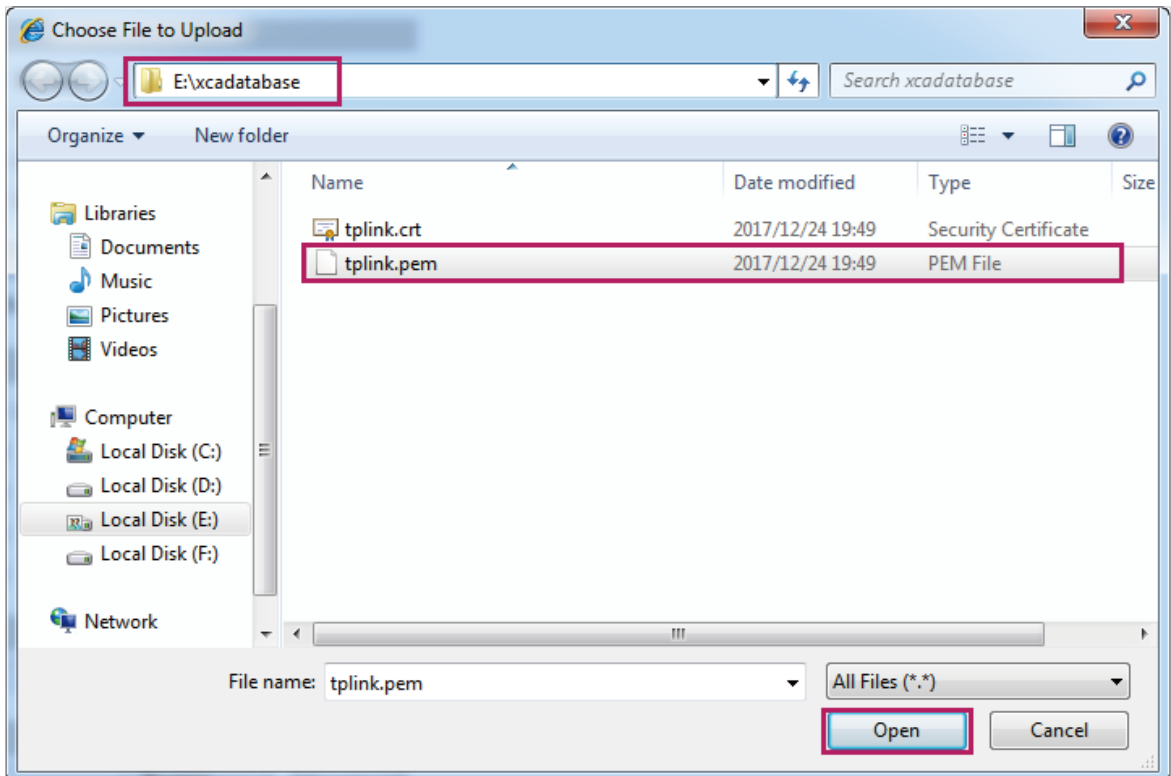 Choose File to Upload
E:\xcadatabase
Search xcadatabase
Organize
New folder
Name
Date modified
Type
Size
Libraries
Documents
Music
Pictures
Videos
Computer
Local Disk (C:)
Local Disk (D:)
Local Disk (E:)
Local Disk (F:)
Network
tplink.crt 2017/12/24 19:49 Security Certificate
tplink.pem 2017/12/24 19:49 PEM File
File name: tplink.pem
All Files (*.*)
Open
Cancel